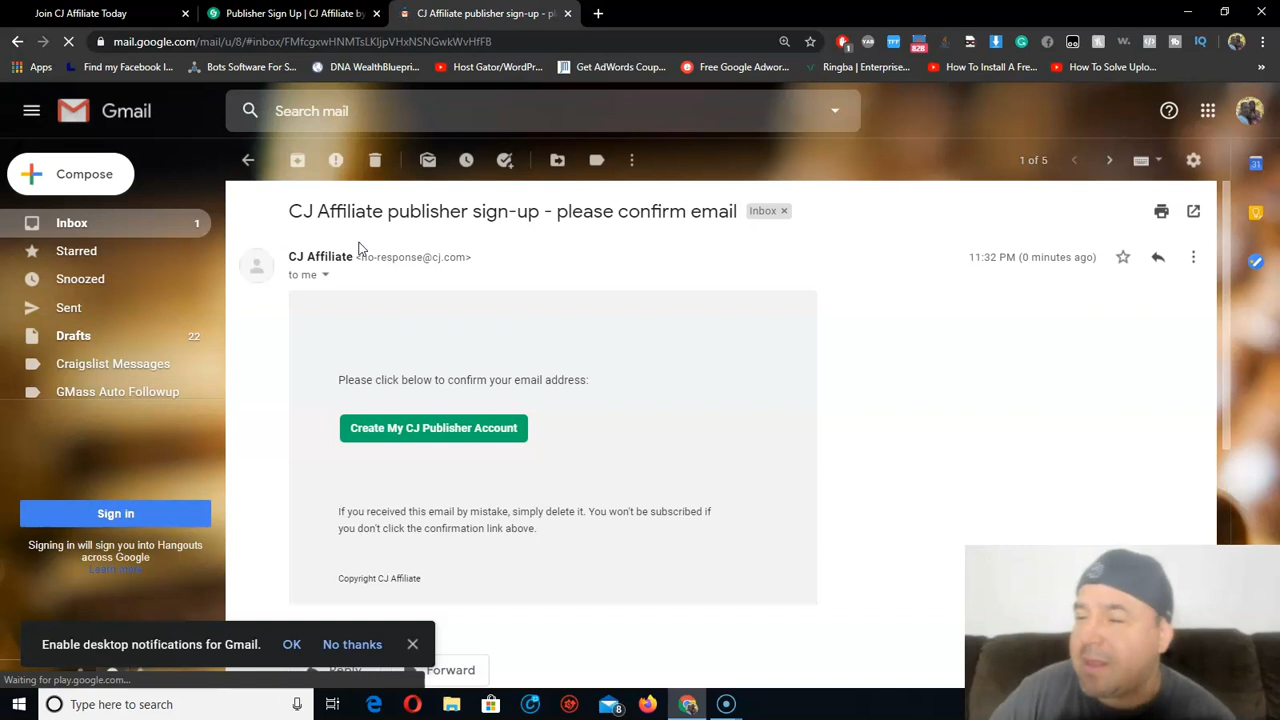 Join CJ Affiliate Today
Publisher Sign Up | CJ Affiliate by
CJ Affiliate publisher sign-up - pl
mail.google.com/mail/u/8/#inbox/FMfcgxwHNMTsLKljpVHxNSNGwkWvHfFB
Apps
Find my Facebook I...
Bots Software For S...
DNA WealthBlueprin...
Host Gator/WordPr...
Get AdWords Coup...
Free Google Adwor...
Ringba | Enterprise...
How To Install A Fre...
How To Solve Uplo...
Gmail
Search mail
Compose
1 of 5
Inbox 1
Starred
Snoozed
Sent
Drafts 22
Craigslist Messages
GMass Auto Followup
CJ Affiliate publisher sign-up - please confirm email Inbox x
CJ Affiliate <no-response@cj.com>
11:32 PM (0 minutes ago)
to me
Please click below to confirm your email address:
Create My CJ Publisher Account
If you received this email by mistake, simply delete it. You won't be subscribed if
you don't click the confirmation link above.
Copyright CJ Affiliate
Sign in
Signing in will sign you into Hangouts
across Google
Learn more
Enable desktop notifications for Gmail. OK No thanks
Reply
Forward
Waiting for play.google.com...
Type here to search
8